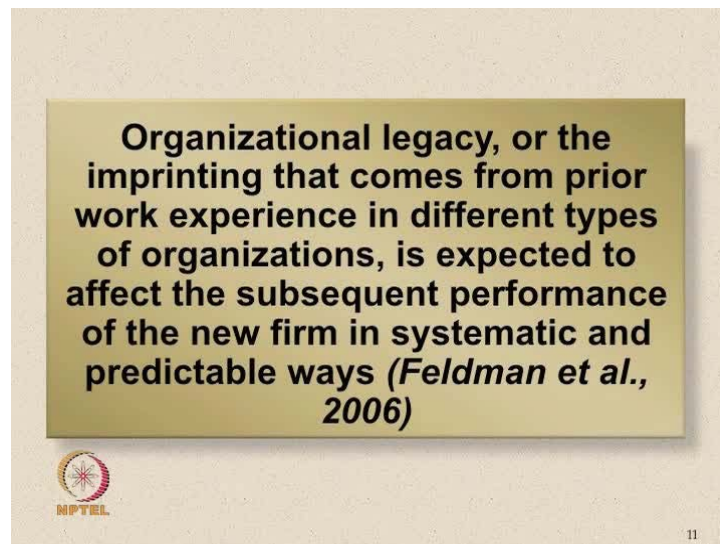 Organizational legacy, or the
imprinting that comes from prior
work experience in different types
of organizations, is expected to
affect the subsequent performance
of the new firm in systematic and
predictable ways (Feldman et al.,
2006)
NPTEL
11